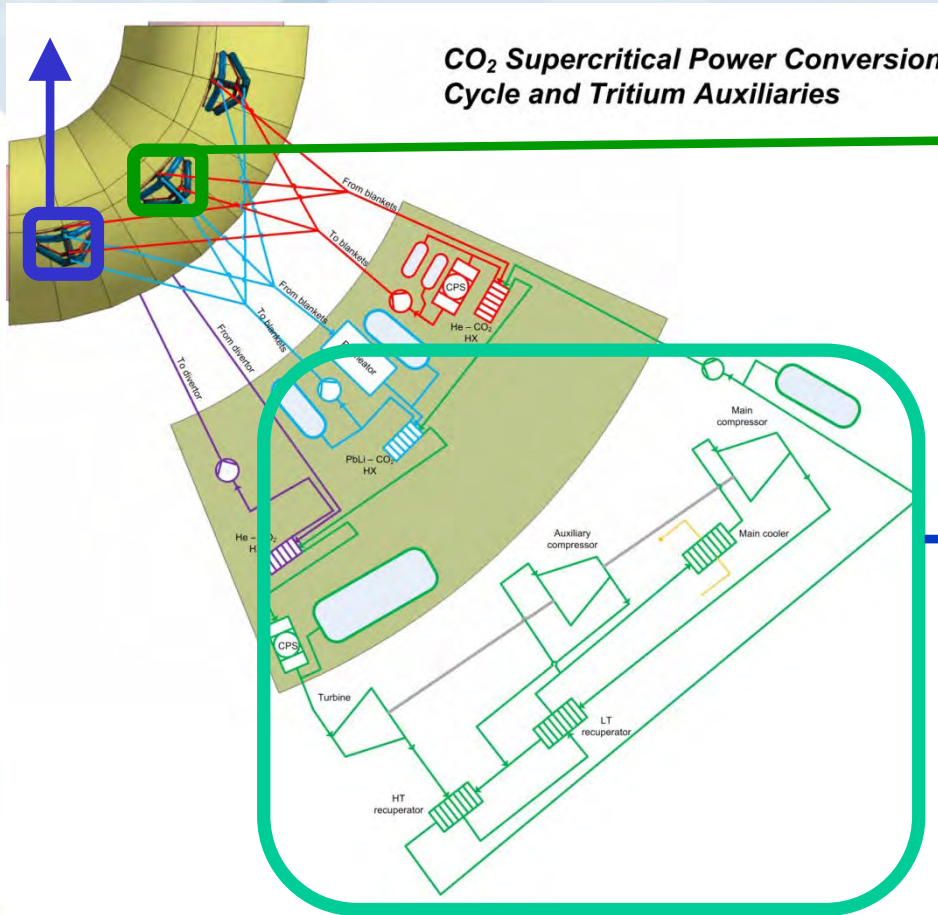 CO₂ Supercritical Power Conversion
Cycle and Tritium Auxiliaries
From blankets
To blankets
CPS
He – CO₂
HX
From blankets
To blankets
From divertor
To divertor
PbLi – CO₂
HX
He –
CPS
Main
compressor
Main cooler
Auxiliary
compressor
Turbine
LT
recuperator
HT
recuperator